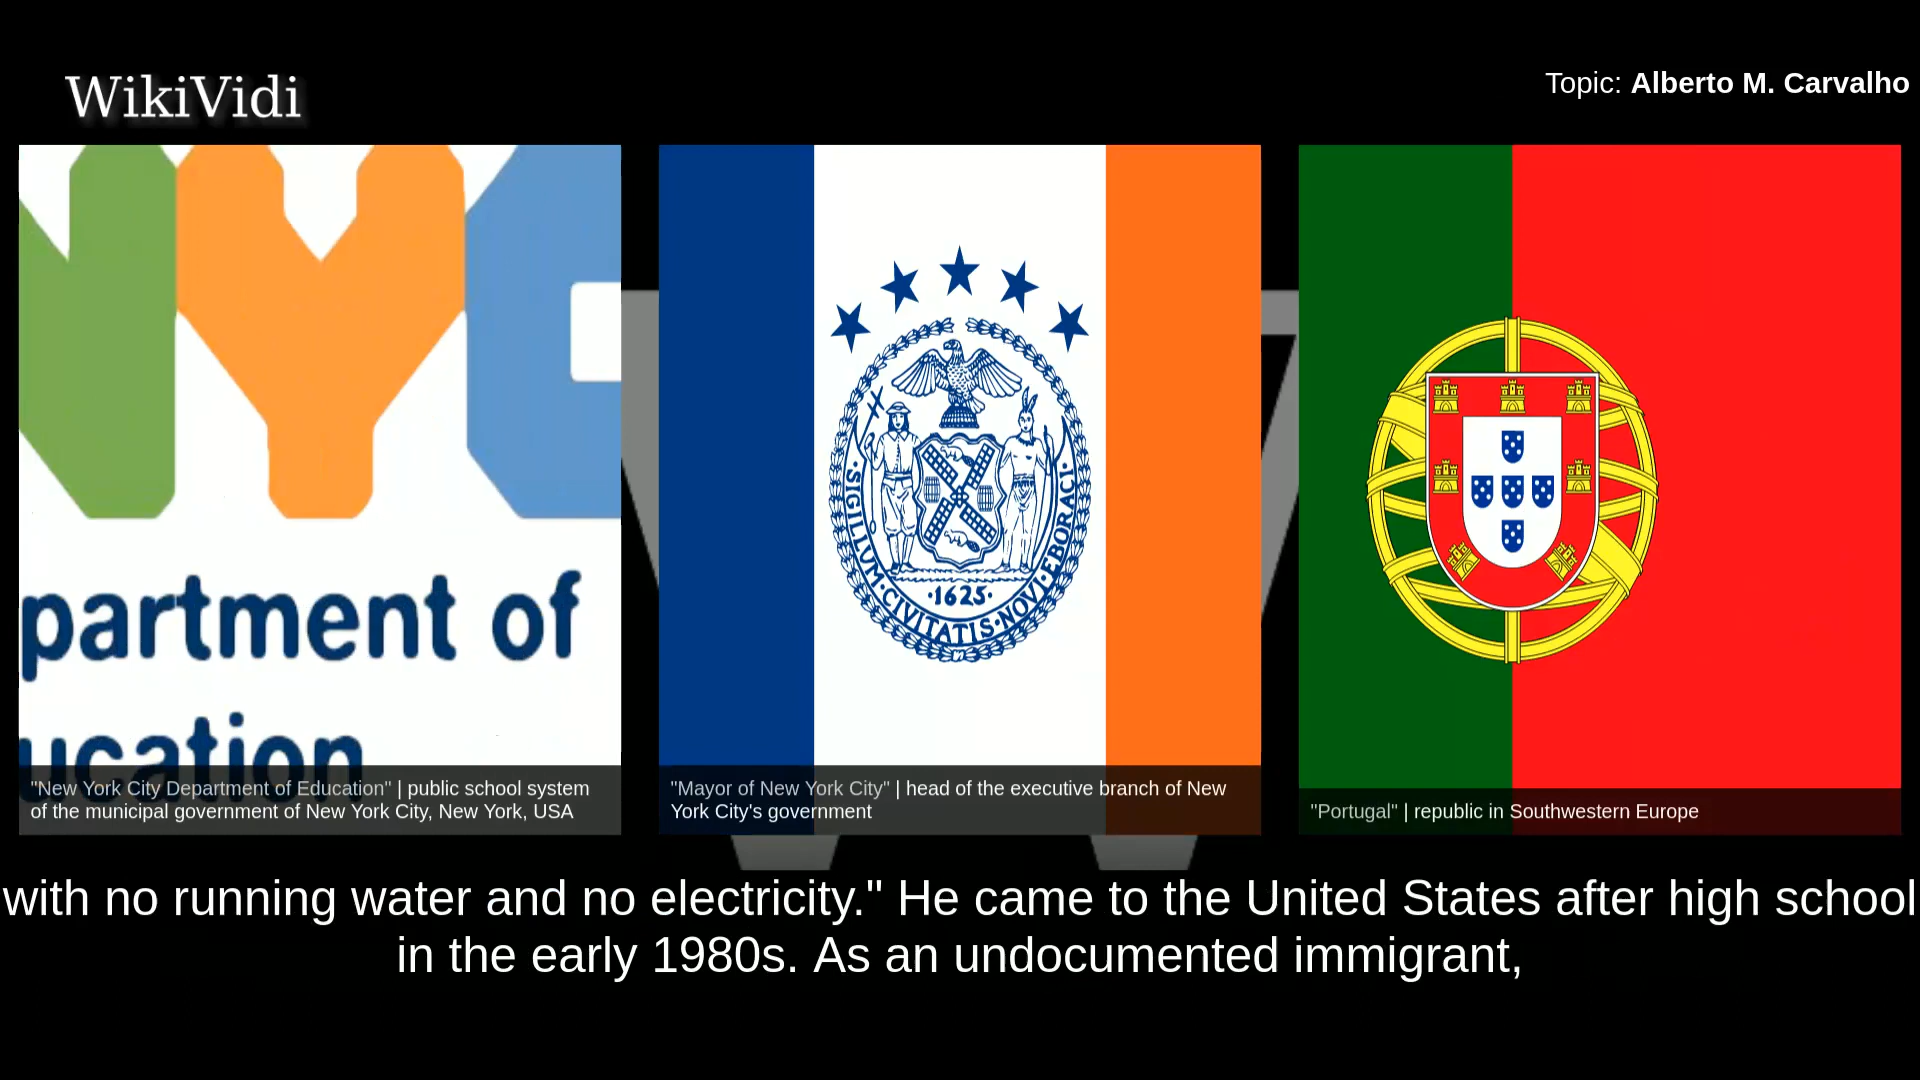 WikiVidi
Topic: Alberto M. Carvalho
NYC
partment of
ucation
SIGILLUM·CIVITATIS·NOVI·EBORACI
·1625·
"New York City Department of Education" | public school system
of the municipal government of New York City, New York, USA
"Mayor of New York City" | head of the executive branch of New
York City's government
"Portugal" | republic in Southwestern Europe
with no running water and no electricity." He came to the United States after high school
in the early 1980s. As an undocumented immigrant,